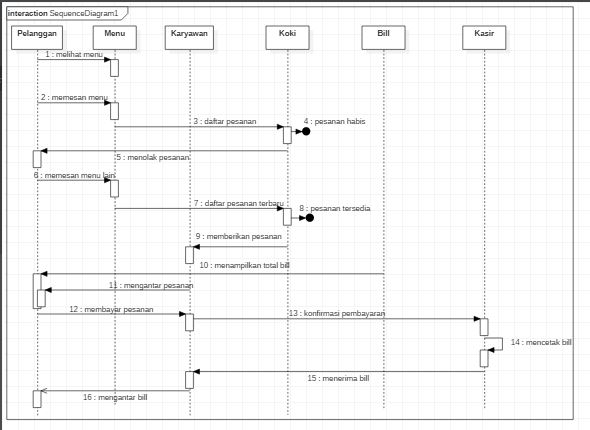 interaction SequenceDiagram1
Pelanggan
Menu
Karyawan
Koki
Bill
Kasir
1 : melihat menu
2 : memesan menu
3 : daftar pesanan
4 : pesanan habis
5 : menolak pesanan
6 : memesan menu lain
7 : daftar pesanan terbaru
8 : pesanan tersedia
9 : memberikan pesanan
10 : menampilkan total bill
11 : mengantar pesanan
12 : membayar pesanan
13 : konfirmasi pembayaran
14 : mencetak bill
15 : menerima bill
16 : mengantar bill